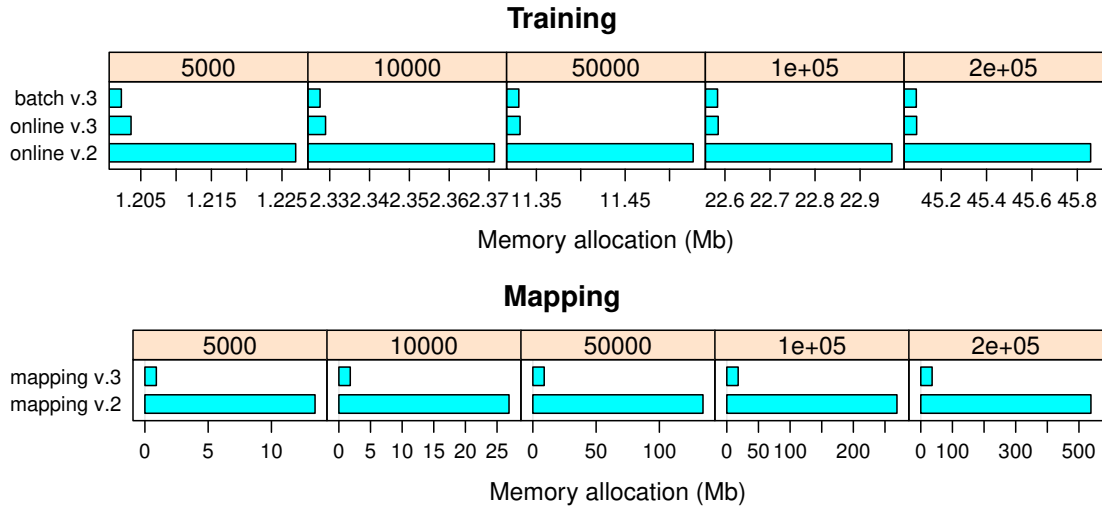 Training
5000 10000 50000 1e+05 2e+05
batch v.3
online v.3
online v.2
1.205 1.215 1.225 2.33 2.34 2.35 2.36 2.37 11.35 11.45 22.6 22.7 22.8 22.9 45.2 45.4 45.6 45.8
Memory allocation (Mb)
Mapping
5000 10000 50000 1e+05 2e+05
mapping v.3
mapping v.2
0 5 10 0 5 10 15 20 25 0 50 100 0 50 100 200 0 100 300 500
Memory allocation (Mb)